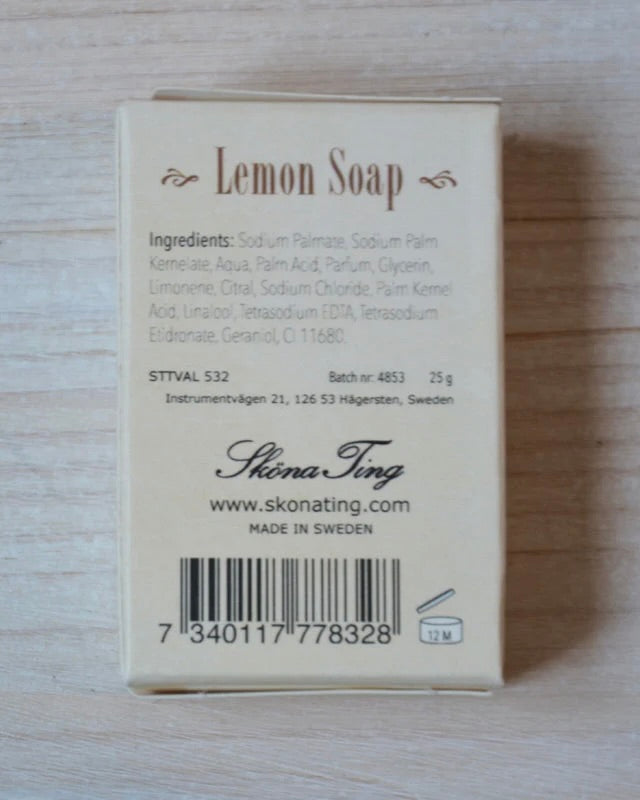 Lemon Soap
Ingredients: Sodium Palmate, Sodium Palm
Kernelate, Aqua, Palm Acid, Parfum, Glycerin,
Limonene, Citral, Sodium Chloride, Palm Kernel
Acid, Linalool, Tetrasodium EDTA, Tetrasodium
Etidronate, Geraniol, CI 11680.
STTVAL 532 Batch nr: 4853 25 g
Instrumentvägen 21, 126 53 Hägersten, Sweden
Sköna Ting
www.skonating.com
MADE IN SWEDEN
7 340117 778328
12 M